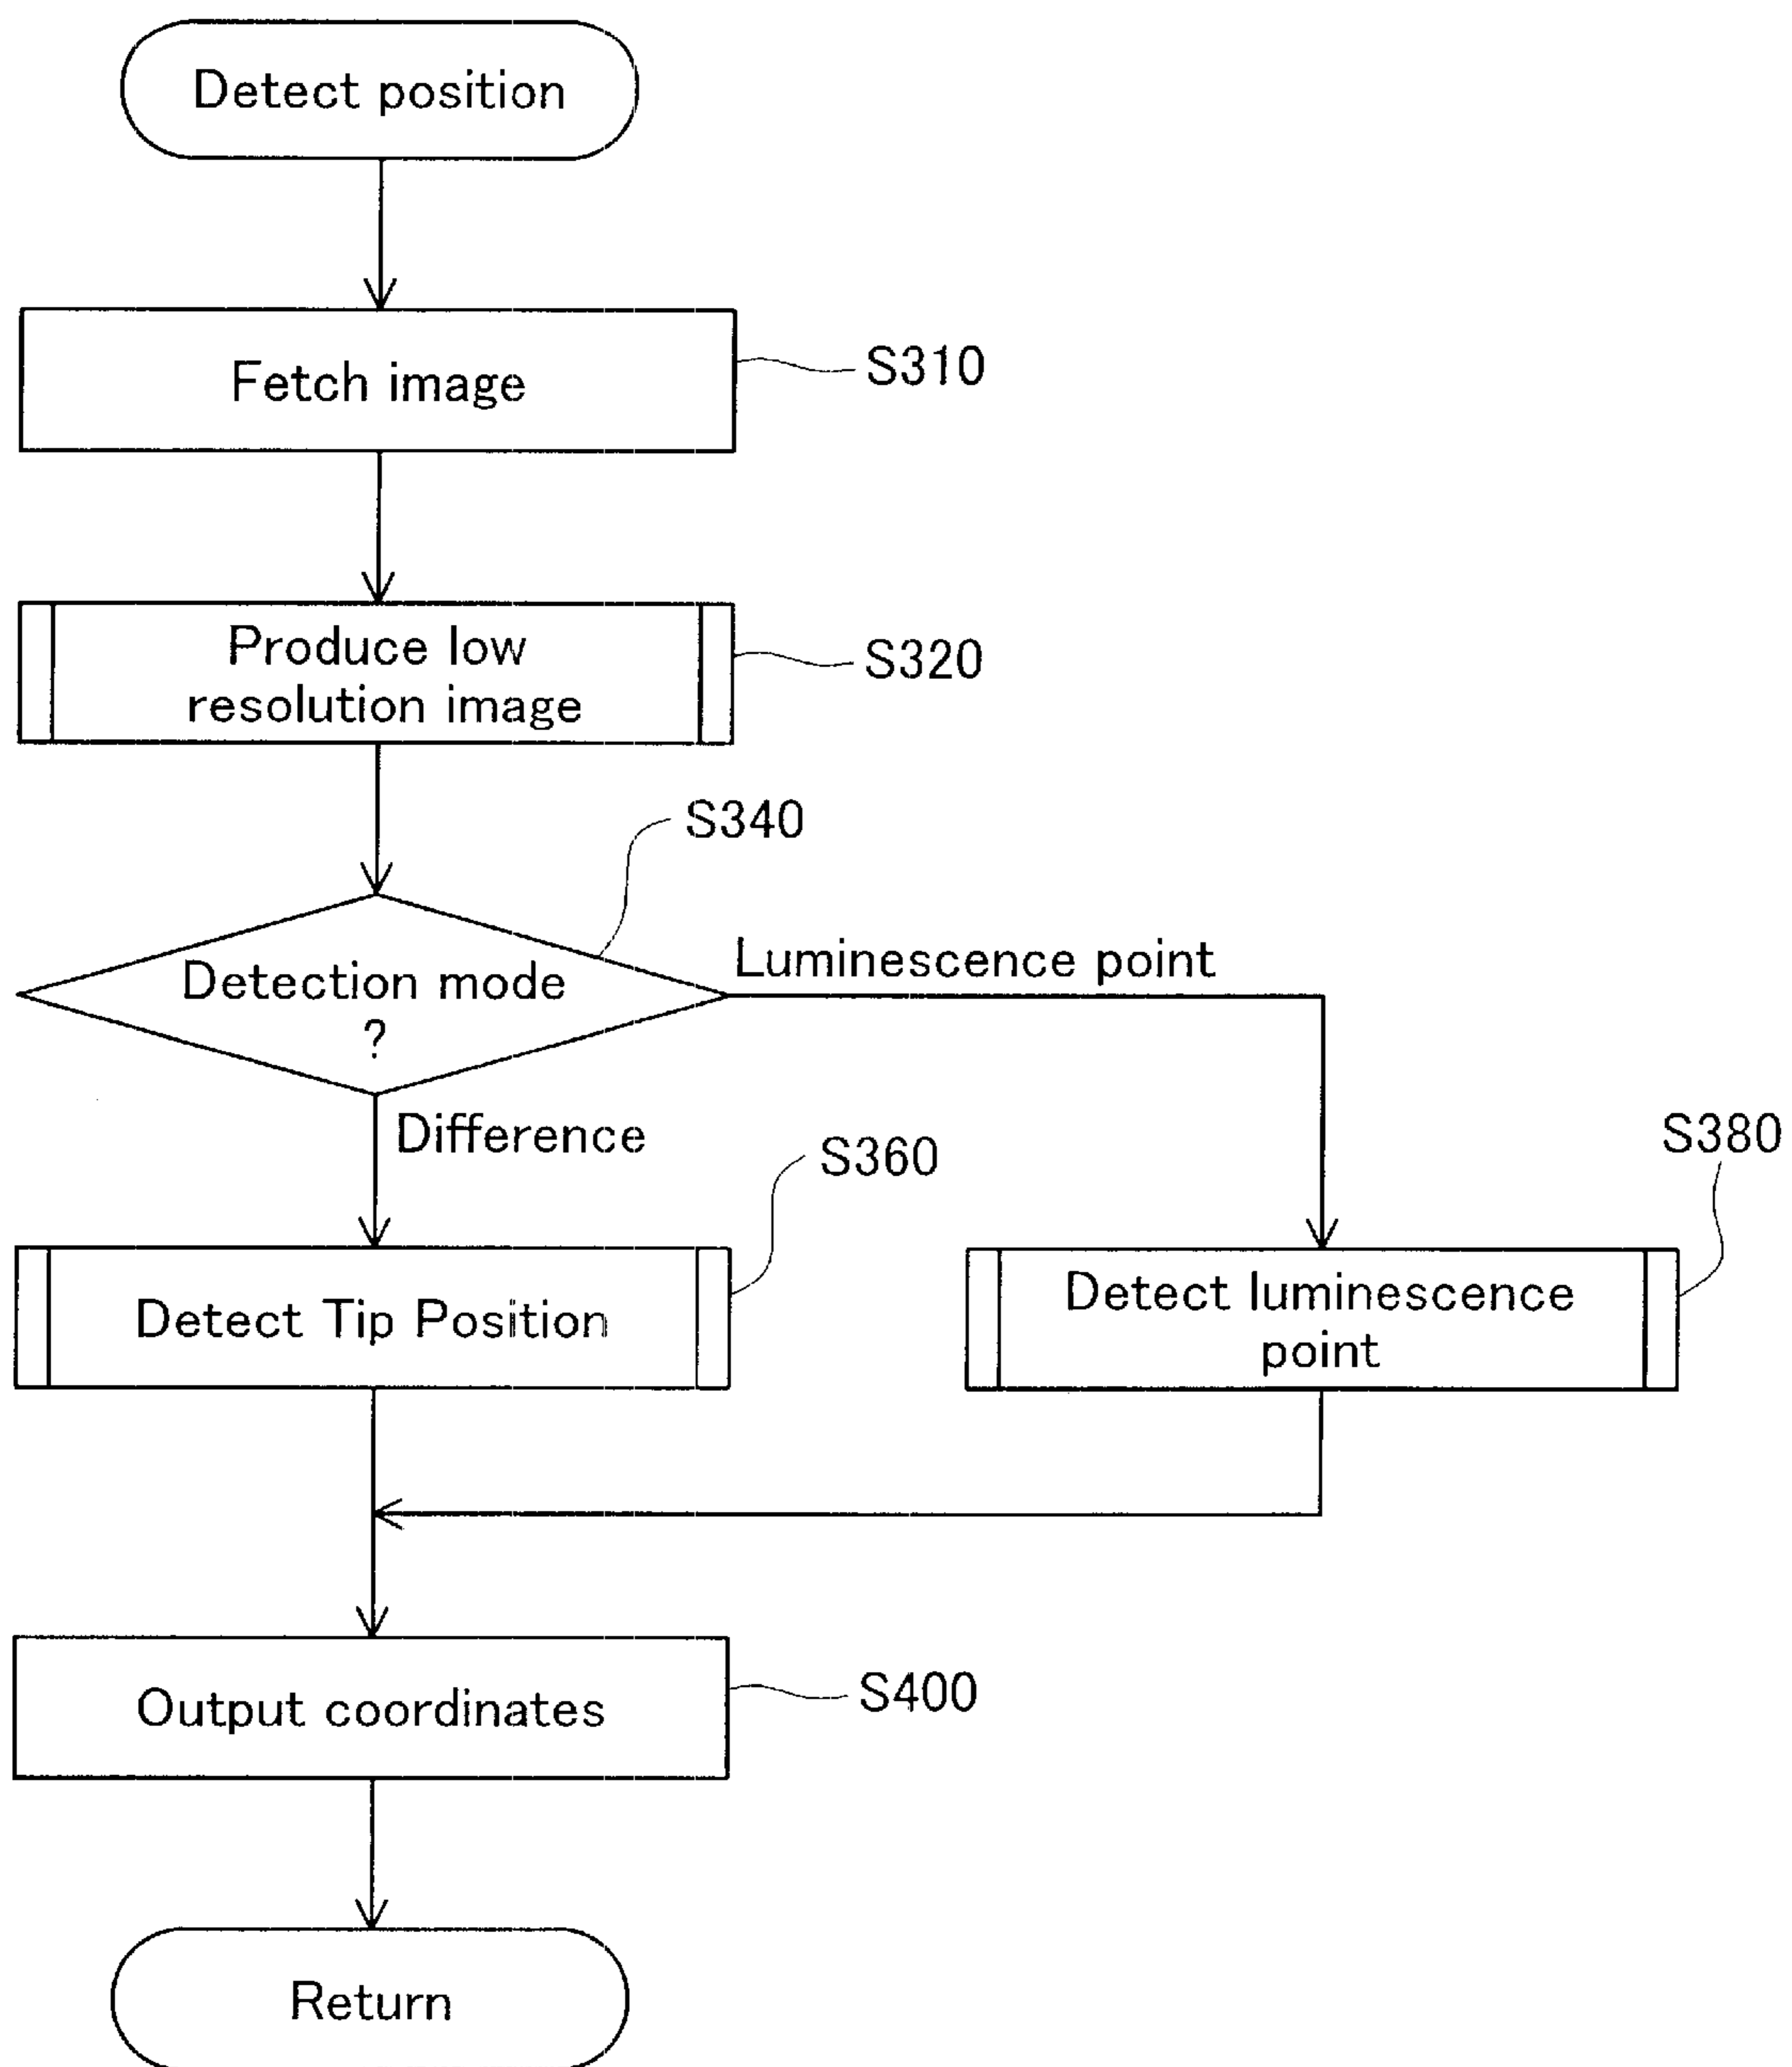 Detect position
Fetch image
S310
Produce low
resolution image
S320
S340
Detection mode
?
Luminescence point
Difference
S360
S380
Detect Tip Position
Detect luminescence
point
Output coordinates
S400
Return